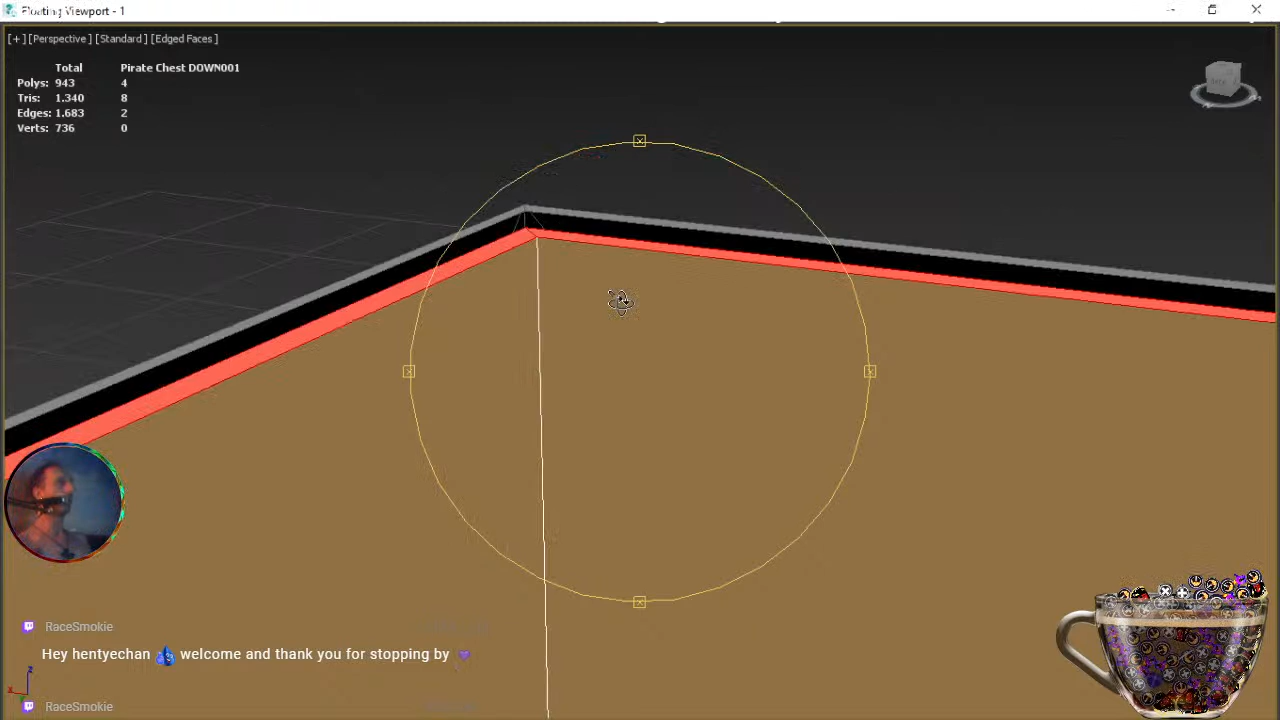 Floating Viewport - 1
[+] [Perspective] [Standard] [Edged Faces]
Total Pirate Chest DOWN001
Polys: 943 4
Tris: 1.340 8
Edges: 1.683 2
Verts: 736 0
RaceSmokie
Hey hentyechan welcome and thank you for stopping by
RaceSmokie